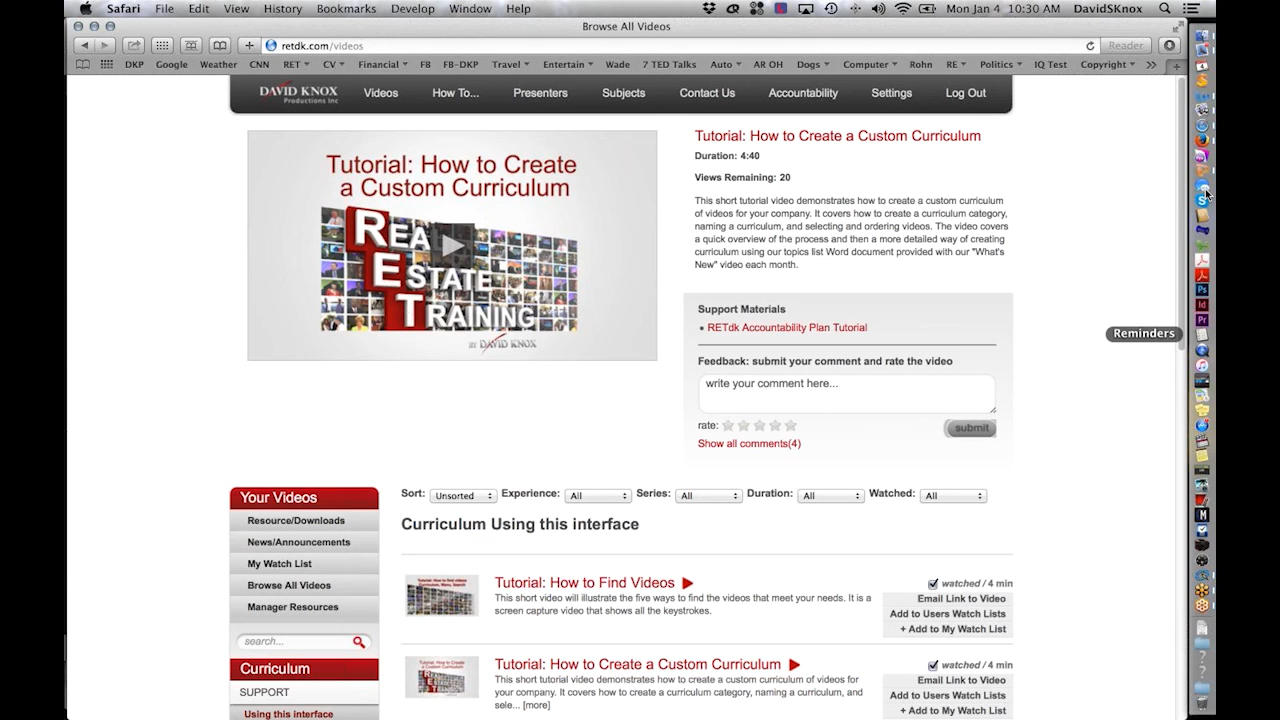 Safari File Edit View History Bookmarks Develop Window Help Mon Jan 4 10:30 AM DavidSKnox
Browse All Videos
retdk.com/videos Reader
DKP Google Weather CNN RET CV Financial FB FB-DKP Travel Entertain Wade 7 TED Talks Auto AR OH Dogs Computer Rohn RE Politics IQ Test Copyright >>
DAVID KNOX
Productions Inc
Videos How To... Presenters Subjects Contact Us Accountability Settings Log Out
Tutorial: How to Create
a Custom Curriculum
REAL
ESTATE
TRAINING
BY DAVID KNOX
Tutorial: How to Create a Custom Curriculum
Duration: 4:40
Views Remaining: 20
This short tutorial video demonstrates how to create a custom curriculum
of videos for your company. It covers how to create a curriculum category,
naming a curriculum, and selecting and ordering videos. The video covers
a quick overview of the process and then a more detailed way of creating
curriculum using our topics list Word document provided with our "What's
New" video each month.
Support Materials
• RETdk Accountability Plan Tutorial
Feedback: submit your comment and rate the video
write your comment here...
rate:
submit
Show all comments(4)
Reminders
Your Videos
Resource/Downloads
News/Announcements
My Watch List
Browse All Videos
Manager Resources
search...
Curriculum
SUPPORT
Using this interface
Sort: Unsorted Experience: All Series: All Duration: All Watched: All
Curriculum Using this interface
Tutorial: How to Find Videos
This short video will illustrate the five ways to find the videos that meet your needs. It is a
screen capture video that shows all the keystrokes.
watched / 4 min
Email Link to Video
Add to Users Watch Lists
+ Add to My Watch List
Tutorial: How to Create a Custom Curriculum
This short tutorial video demonstrates how to create a custom curriculum of videos for
your company. It covers how to create a curriculum category, naming a curriculum, and
sele... [more]
watched / 4 min
Email Link to Video
Add to Users Watch Lists
+ Add to My Watch List
Ps
Id
Pr
M